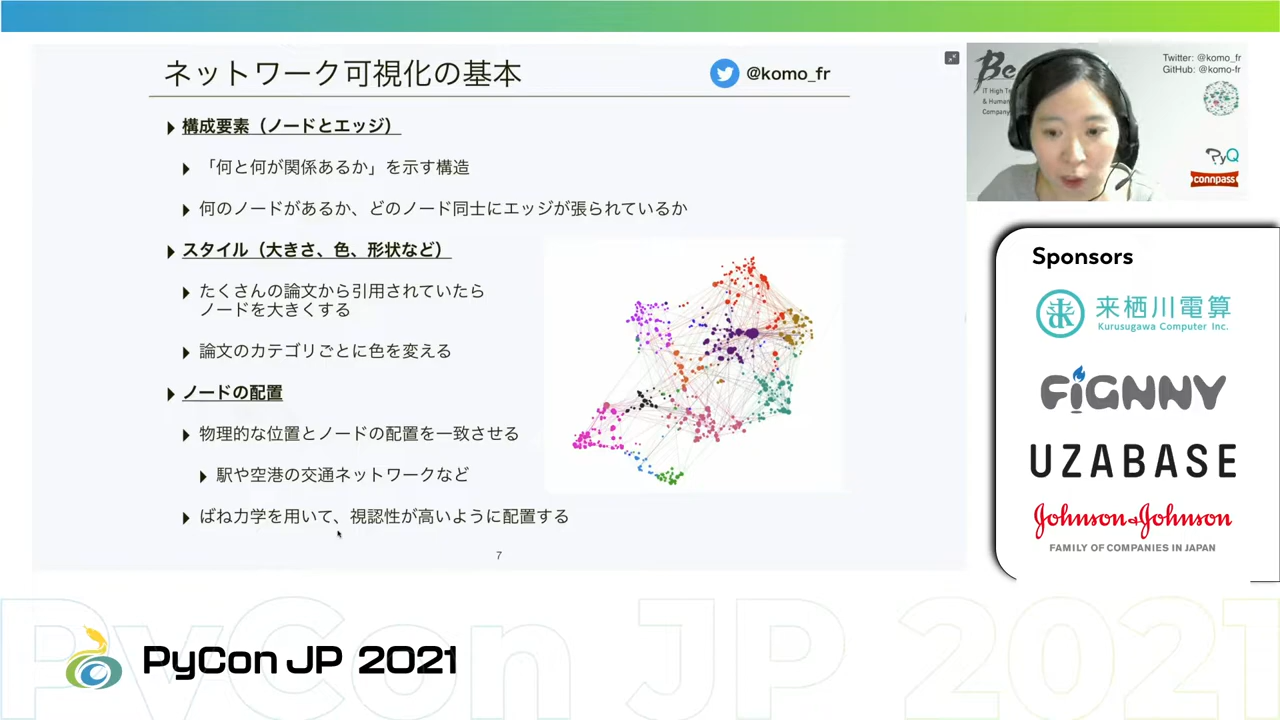 ネットワーク可視化の基本
@komo_fr
構成要素（ノードとエッジ）
「何と何が関係あるか」を示す構造
何のノードがあるか、どのノード同士にエッジが張られているか
スタイル（大きさ、色、形状など）
たくさんの論文から引用されていたら
ノードを大きくする
論文のカテゴリごとに色を変える
ノードの配置
物理的な位置とノードの配置を一致させる
駅や空港の交通ネットワークなど
ばね力学を用いて、視認性が高いように配置する
7
Be
IT High Te
& Human
Company
Twitter: @komo_fr
GitHub: @komo-fr
PyQ
connpass
Sponsors
来栖川電算
Kurusugawa Computer Inc.
FiGNNY
UZABASE
Johnson & Johnson
FAMILY OF COMPANIES IN JAPAN
PyCon JP 2021
PyCon JP 2021